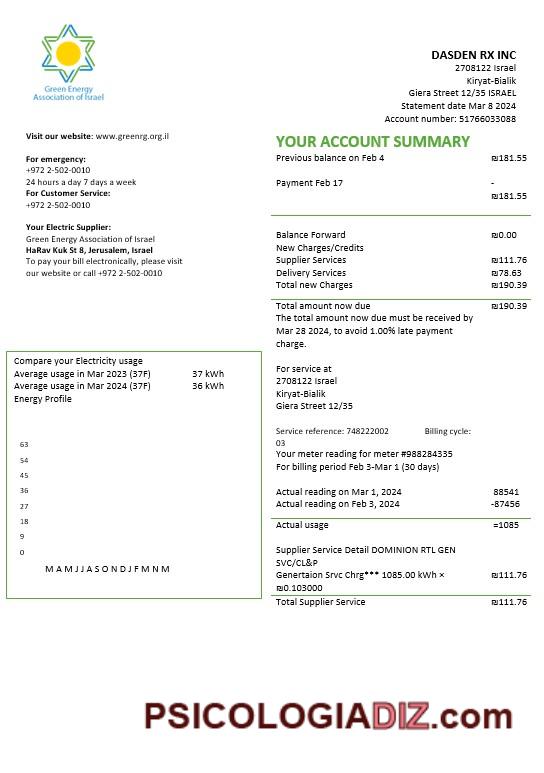 Green Energy
Association of Israel
DASDEN RX INC
2708122 Israel
Kiryat-Bialik
Giera Street 12/35 ISRAEL
Statement date Mar 8 2024
Account number: 51766033088
Visit our website: www.greenrg.org.il
For emergency:
+972 2-502-0010
24 hours a day 7 days a week
For Customer Service:
+972 2-502-0010
Your Electric Supplier:
Green Energy Association of Israel
HaRav Kuk St 8, Jerusalem, Israel
To pay your bill electronically, please visit
our website or call +972 2-502-0010
YOUR ACCOUNT SUMMARY
Previous balance on Feb 4 ₪181.55
Payment Feb 17 -
₪181.55
Balance Forward ₪0.00
New Charges/Credits
Supplier Services ₪111.76
Delivery Services ₪78.63
Total new Charges ₪190.39
Total amount now due ₪190.39
The total amount now due must be received by
Mar 28 2024, to avoid 1.00% late payment
charge.
For service at
2708122 Israel
Kiryat-Bialik
Giera Street 12/35
Service reference: 748222002 Billing cycle:
03
Your meter reading for meter #988284335
For billing period Feb 3-Mar 1 (30 days)
Actual reading on Mar 1, 2024 88541
Actual reading on Feb 3, 2024 -87456
Actual usage =1085
Supplier Service Detail DOMINION RTL GEN
SVC/CL&P
Genertaion Srvc Chrg*** 1085.00 kWh × ₪111.76
₪0.103000
Total Supplier Service ₪111.76
Compare your Electricity usage
Average usage in Mar 2023 (37F) 37 kWh
Average usage in Mar 2024 (37F) 36 kWh
Energy Profile
63
54
45
36
27
18
9
0
M A M J J A S O N D J F M N M
PSICOLOGIADIZ.com